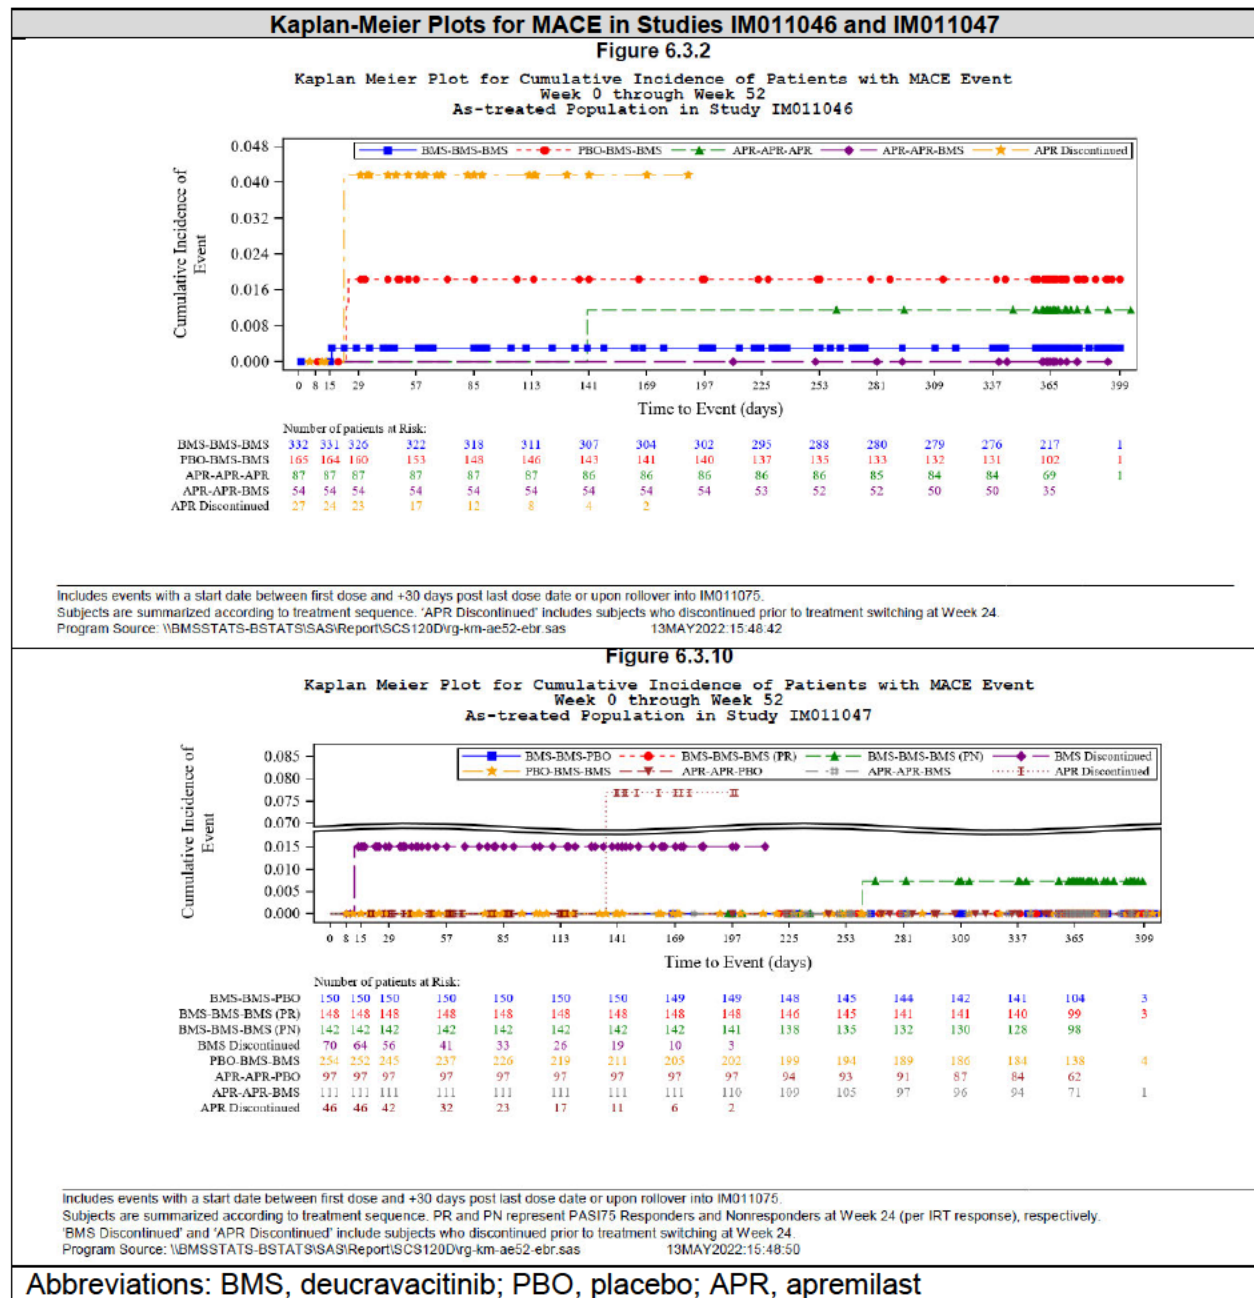 Kaplan-Meier Plots for MACE in Studies IM011046 and IM011047
Figure 6.3.2
Kaplan Meier Plot for Cumulative Incidence of Patients with MACE Event
Week 0 through Week 52
As-treated Population in Study IM011046
BMS-BMS-BMS PBO-BMS-BMS APR-APR-APR APR-APR-BMS APR Discontinued
Cumulative Incidence of
Event
0.048
0.040
0.032
0.024
0.016
0.008
0.000
0 8 15 29 57 85 113 141 169 197 225 253 281 309 337 365 399
Time to Event (days)
Number of patients at Risk:
BMS-BMS-BMS 332 331 326 322 318 311 307 304 302 295 288 280 279 276 217 1
PBO-BMS-BMS 165 164 160 153 148 146 143 141 140 137 135 133 132 131 102 1
APR-APR-APR 87 87 87 87 87 87 86 86 86 86 86 85 84 84 69 1
APR-APR-BMS 54 54 54 54 54 54 54 54 54 53 52 52 50 50 35
APR Discontinued 27 24 23 17 12 8 4 2
Includes events with a start date between first dose and +30 days post last dose date or upon rollover into IM011075.
Subjects are summarized according to treatment sequence. 'APR Discontinued' includes subjects who discontinued prior to treatment switching at Week 24.
Program Source: \\BMSSTATS-BSTATS\SAS\Report\SCS120D\rg-km-ae52-ebr.sas 13MAY2022:15:48:42
Figure 6.3.10
Kaplan Meier Plot for Cumulative Incidence of Patients with MACE Event
Week 0 through Week 52
As-treated Population in Study IM011047
BMS-BMS-PBO BMS-BMS-BMS (PR) BMS-BMS-BMS (PN) BMS Discontinued
PBO-BMS-BMS APR-APR-PBO APR-APR-BMS APR Discontinued
Cumulative Incidence of
Event
0.085
0.080
0.075
0.070
0.015
0.010
0.005
0.000
0 8 15 29 57 85 113 141 169 197 225 253 281 309 337 365 399
Time to Event (days)
Number of patients at Risk:
BMS-BMS-PBO 150 150 150 150 150 150 150 149 149 148 145 144 142 141 104 3
BMS-BMS-BMS (PR) 148 148 148 148 148 148 148 148 148 146 145 141 141 140 99 3
BMS-BMS-BMS (PN) 142 142 142 142 142 142 142 142 141 138 135 132 130 128 98
BMS Discontinued 70 64 56 41 33 26 19 10 3
PBO-BMS-BMS 254 252 245 237 226 219 211 205 202 199 194 189 186 184 138 4
APR-APR-PBO 97 97 97 97 97 97 97 97 97 94 93 91 87 84 62
APR-APR-BMS 111 111 111 111 111 111 111 111 110 109 105 97 96 94 71 1
APR Discontinued 46 46 42 32 23 17 11 6 2
Includes events with a start date between first dose and +30 days post last dose date or upon rollover into IM011075.
Subjects are summarized according to treatment sequence. PR and PN represent PASI75 Responders and Nonresponders at Week 24 (per IRT response), respectively.
'BMS Discontinued' and 'APR Discontinued' include subjects who discontinued prior to treatment switching at Week 24.
Program Source: \\BMSSTATS-BSTATS\SAS\Report\SCS120D\rg-km-ae52-ebr.sas 13MAY2022:15:48:50
Abbreviations: BMS, deucravacitinib; PBO, placebo; APR, apremilast